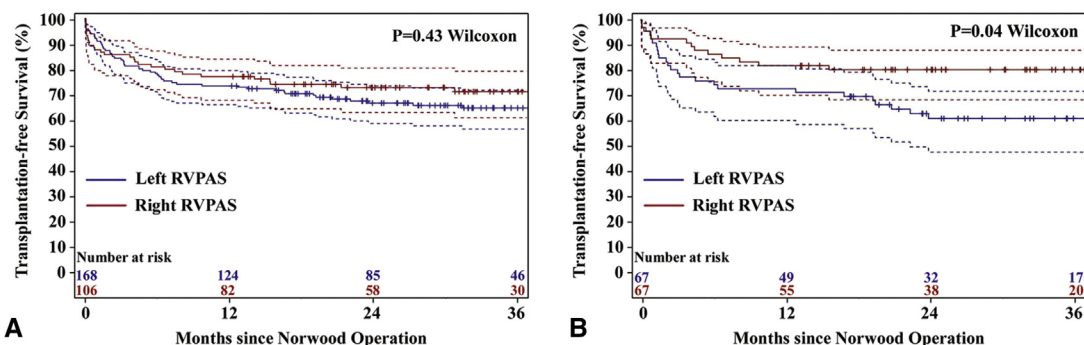 P=0.43 Wilcoxon
Transplantation-free Survival (%)
100
90
80
70
60
50
40
30
20
10
0
Left RVPAS
Right RVPAS
Number at risk
168 124 85 46
106 82 58 30
0 12 24 36
Months since Norwood Operation
A
P=0.04 Wilcoxon
Transplantation-free Survival (%)
100
90
80
70
60
50
40
30
20
10
0
Left RVPAS
Right RVPAS
Number at risk
67 49 32 17
67 55 38 20
0 12 24 36
Months since Norwood Operation
B